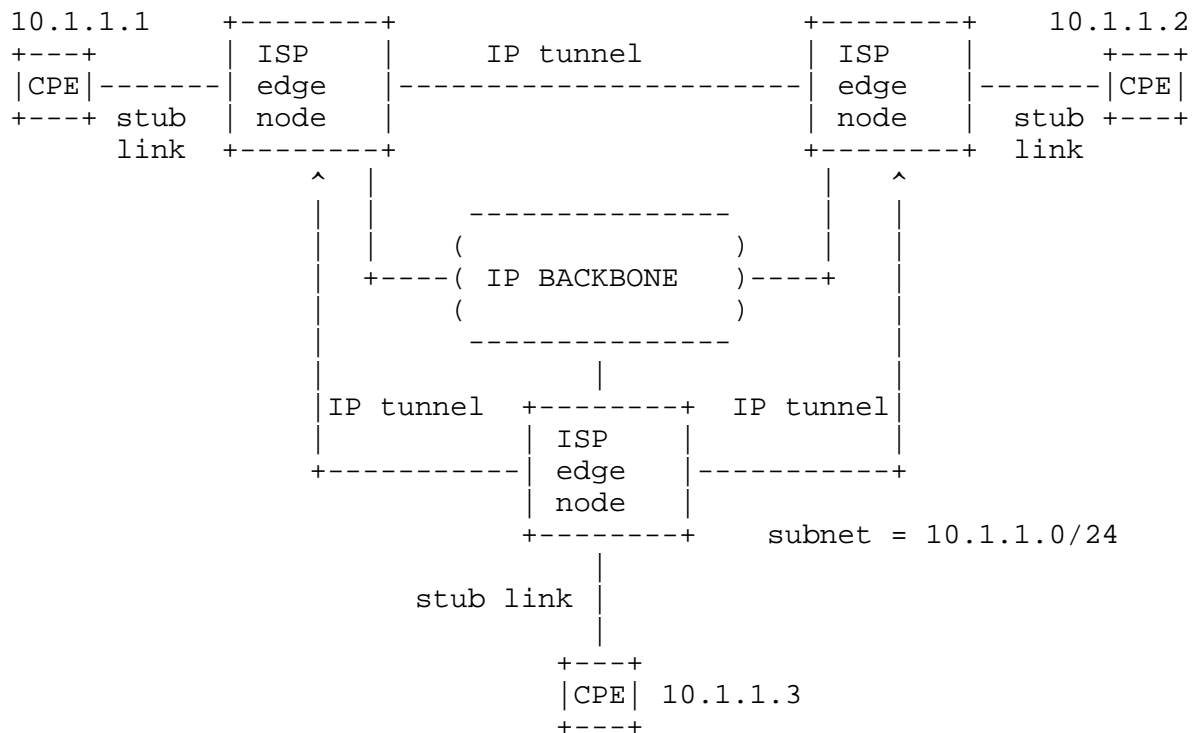 10.1.1.1 +--------+ +--------+ 10.1.1.2
+---+ | ISP | IP tunnel | ISP | +---+
|CPE|-------| edge |-----------------------| edge |-------|CPE|
+---+ stub | node | | node | stub +---+
link +--------+ +--------+ link
^ | | ^
| | --------------- | |
| | ( ) | |
| +----( IP BACKBONE )----+ |
| ( ) |
| --------------- |
| | |
|IP tunnel +--------+ IP tunnel|
| | ISP | |
+-----------| edge |-----------+
| node |
+--------+ subnet = 10.1.1.0/24
|
stub link |
|
+---+
|CPE| 10.1.1.3
+---+